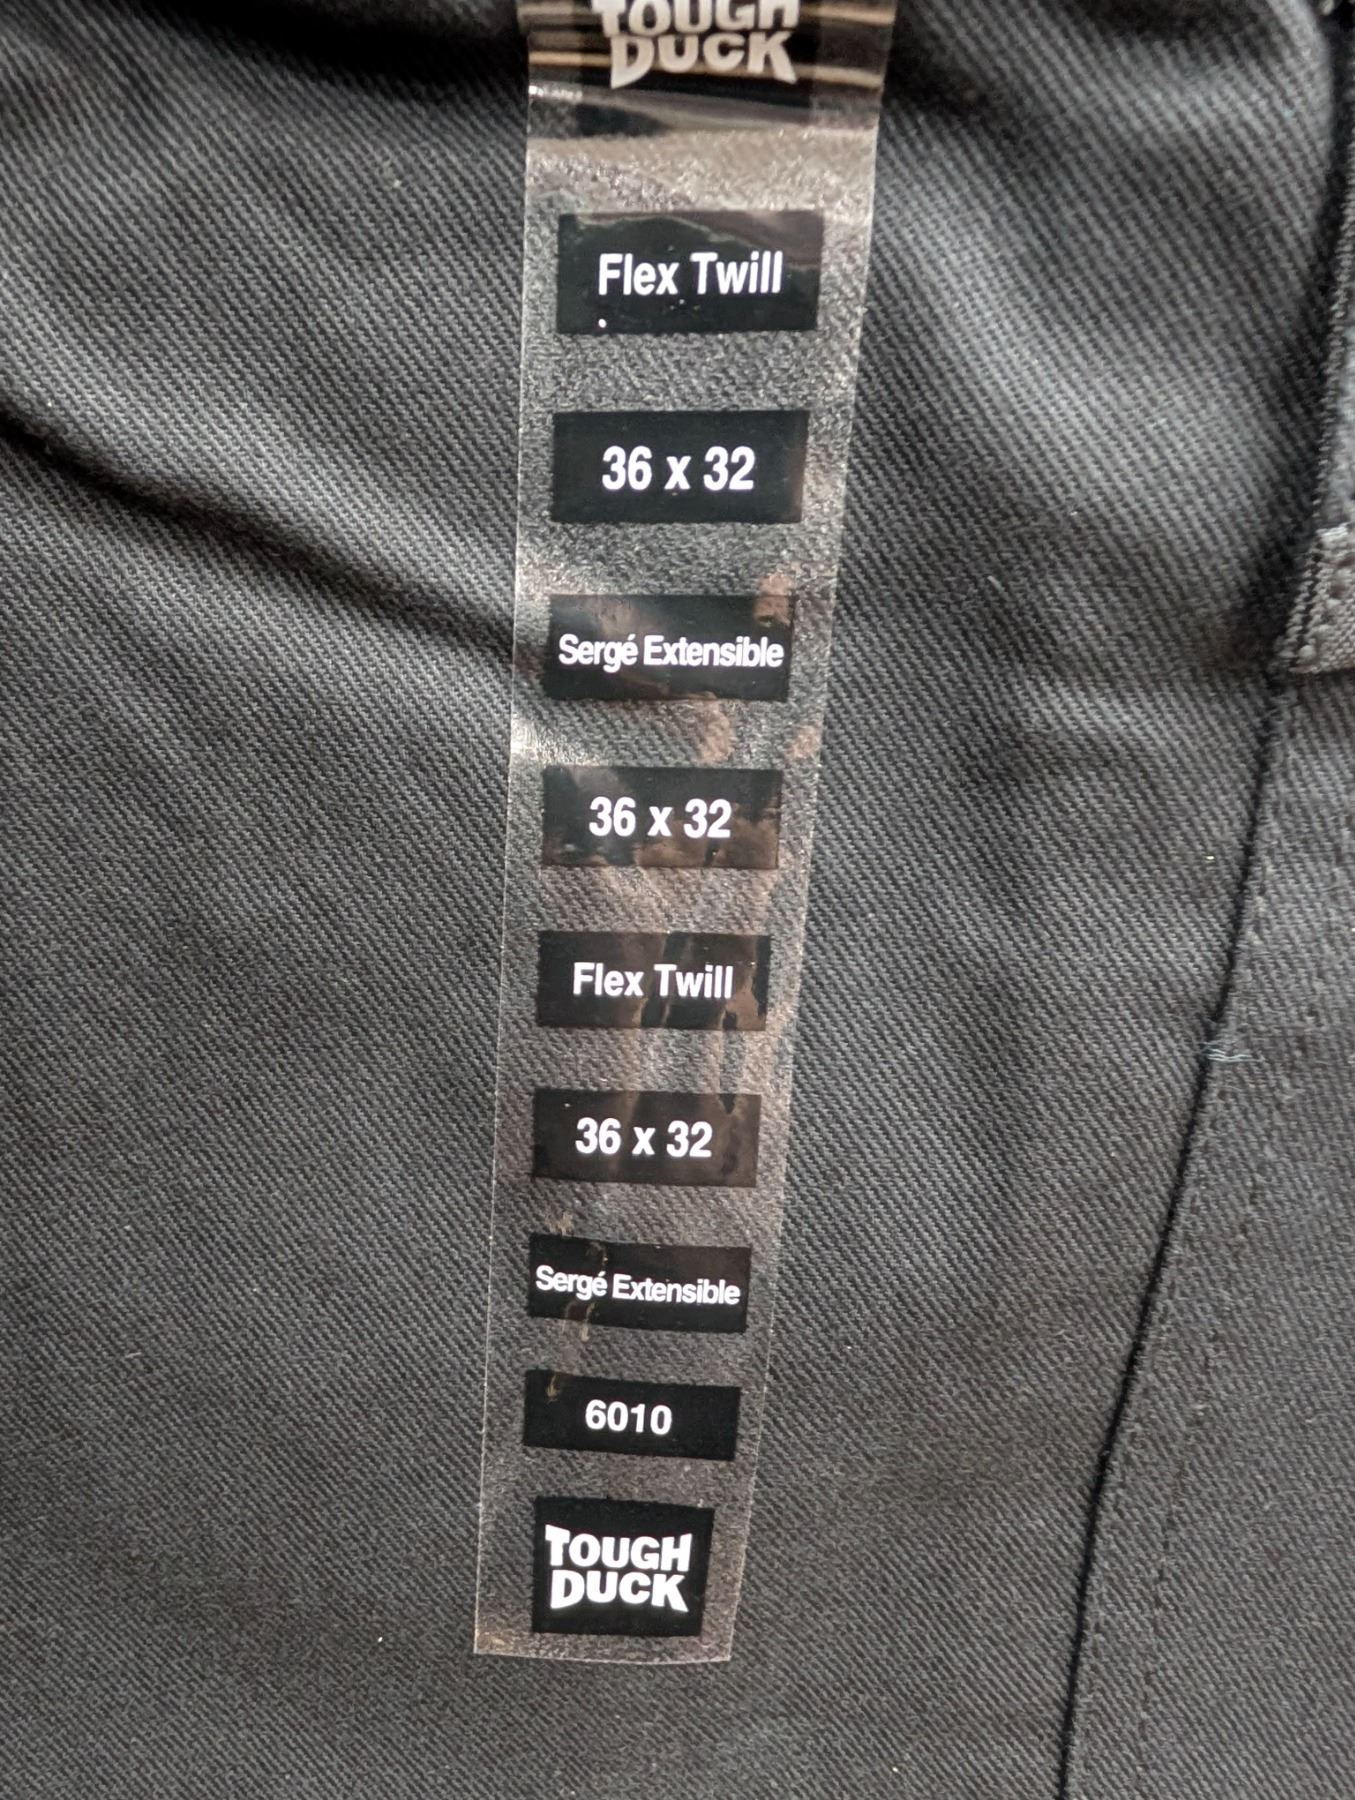 TOUGH
DUCK
Flex Twill
36 x 32
Sergé Extensible
36 x 32
Flex Twill
36 x 32
Sergé Extensible
6010
TOUGH
DUCK